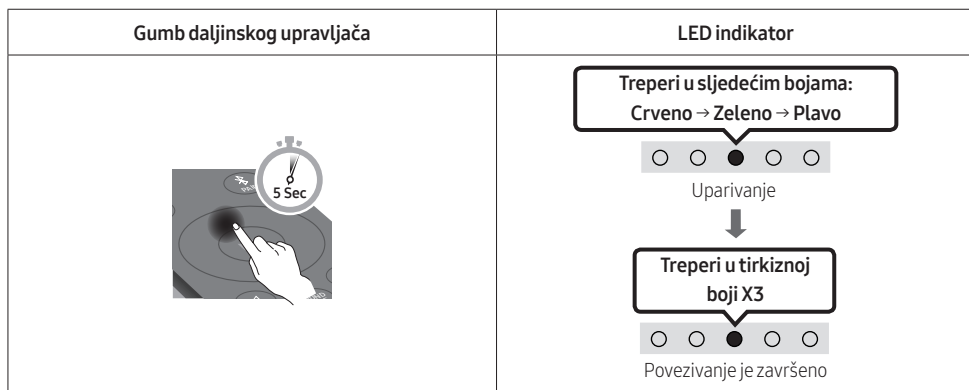 Gumb daljinskog upravljača
LED indikator
5 Sec
Treperi u sljedećim bojama:
Crveno → Zeleno → Plavo
Uparivanje
Treperi u tirkiznoj
boji X3
Povezivanje je završeno